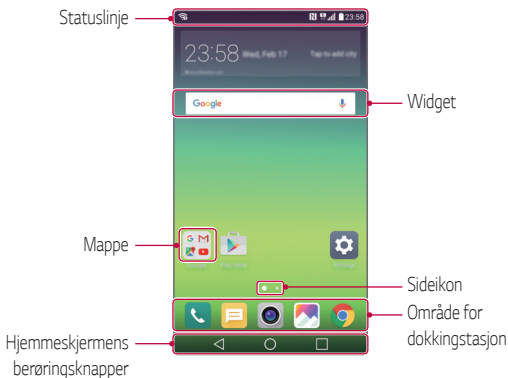 Statuslinje
23:58
23:58 Wed, Feb 17 Tap to add city
Google
Widget
Mappe
Sideikon
Område for
dokkingstasjon
Hjemmeskjermens
berøringsknapper